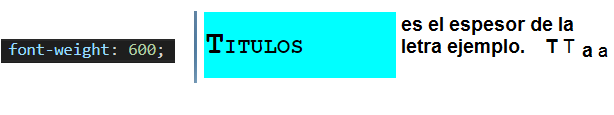 font-weight: 600;
TITULOS
es el espesor de la
letra ejemplo. T T a a